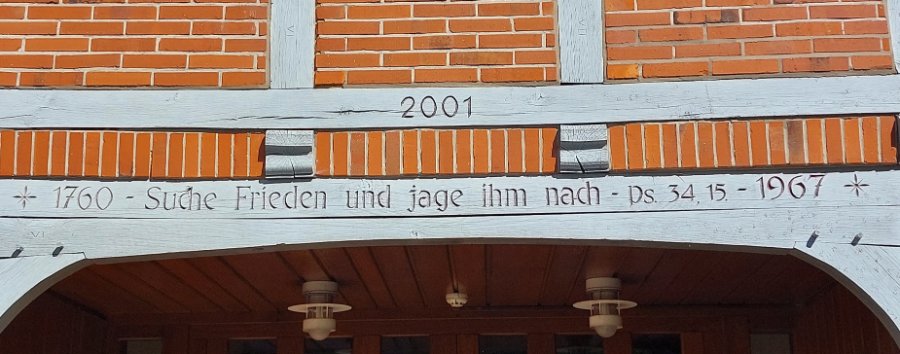 2001
✢ 1760 - Suche Frieden und jage ihm nach - Ps. 34, 15. - 1967 ✢